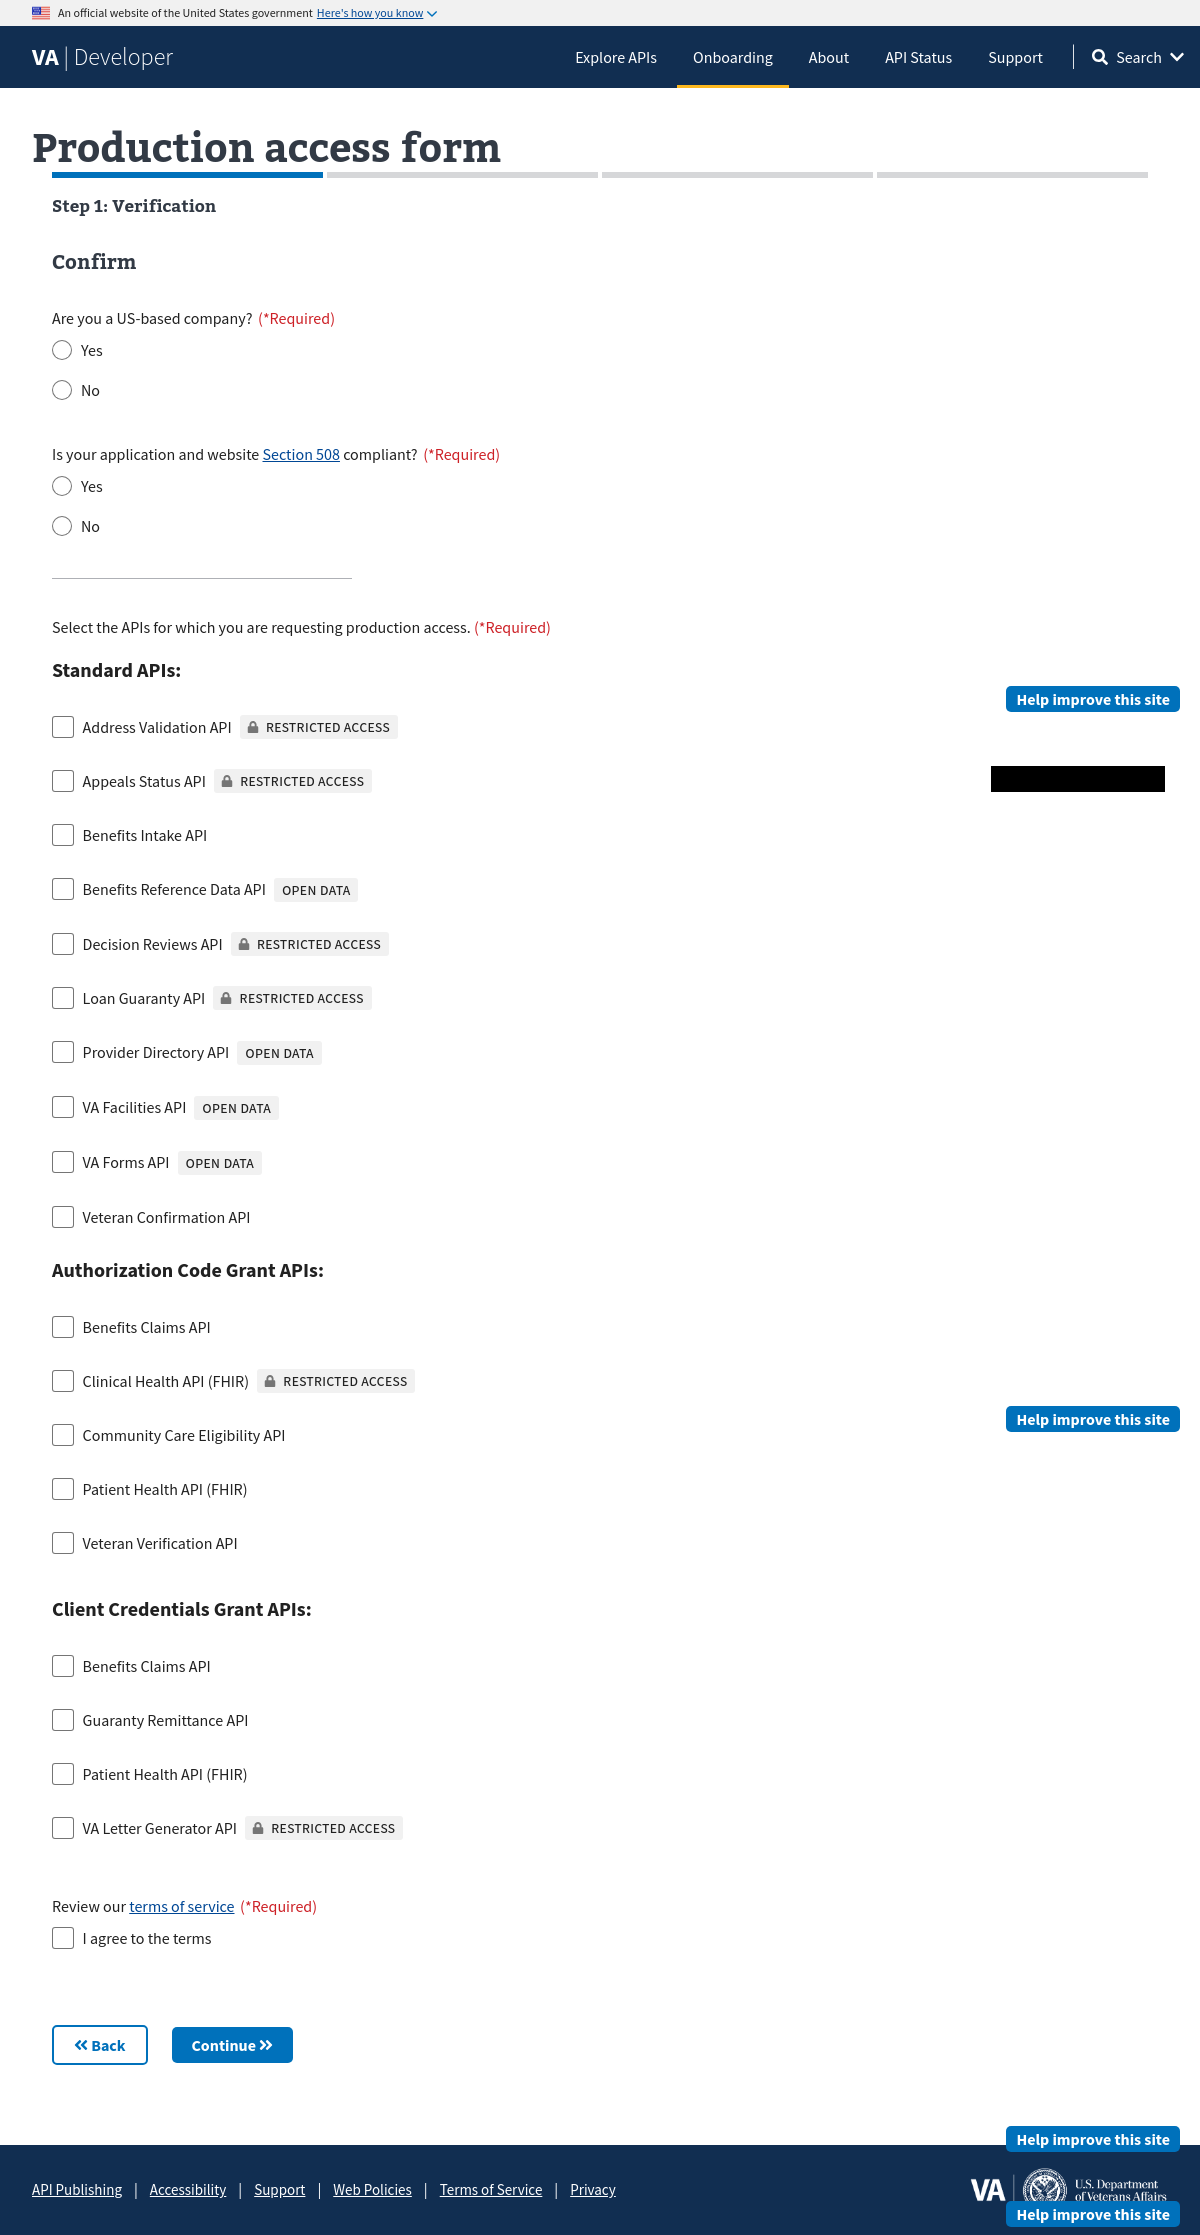 An official website of the United States government Here's how you know
VA | Developer
Explore APIs Onboarding About API Status Support Search
Production access form
Step 1: Verification
Confirm
Are you a US-based company? (*Required)
Yes
No
Is your application and website Section 508 compliant? (*Required)
Yes
No
Select the APIs for which you are requesting production access. (*Required)
Standard APIs:
Help improve this site
Address Validation API RESTRICTED ACCESS
Appeals Status API RESTRICTED ACCESS
Benefits Intake API
Benefits Reference Data API OPEN DATA
Decision Reviews API RESTRICTED ACCESS
Loan Guaranty API RESTRICTED ACCESS
Provider Directory API OPEN DATA
VA Facilities API OPEN DATA
VA Forms API OPEN DATA
Veteran Confirmation API
Authorization Code Grant APIs:
Benefits Claims API
Clinical Health API (FHIR) RESTRICTED ACCESS
Help improve this site
Community Care Eligibility API
Patient Health API (FHIR)
Veteran Verification API
Client Credentials Grant APIs:
Benefits Claims API
Guaranty Remittance API
Patient Health API (FHIR)
VA Letter Generator API RESTRICTED ACCESS
Review our terms of service (*Required)
I agree to the terms
Back Continue
Help improve this site
API Publishing | Accessibility | Support | Web Policies | Terms of Service | Privacy
VA | U.S. Department
of Veterans Affairs
Help improve this site